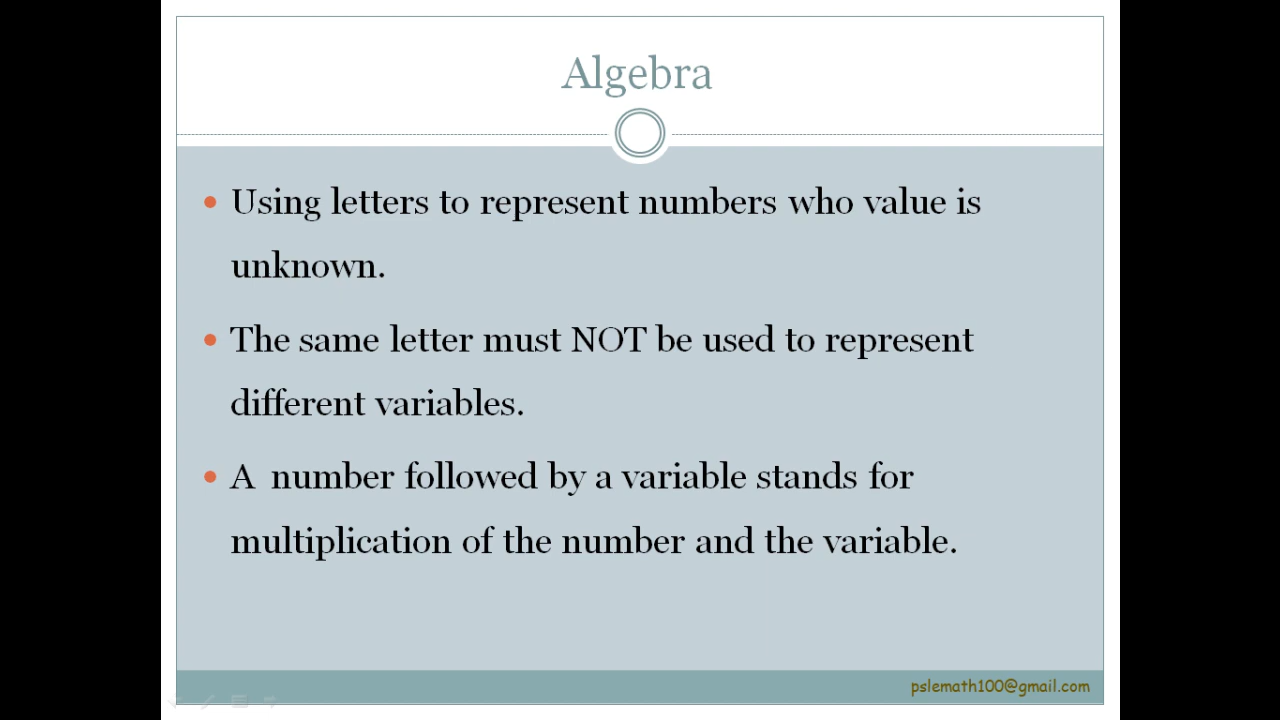 Algebra
• Using letters to represent numbers who value is
unknown.
• The same letter must NOT be used to represent
different variables.
• A number followed by a variable stands for
multiplication of the number and the variable.
pslemath100@gmail.com